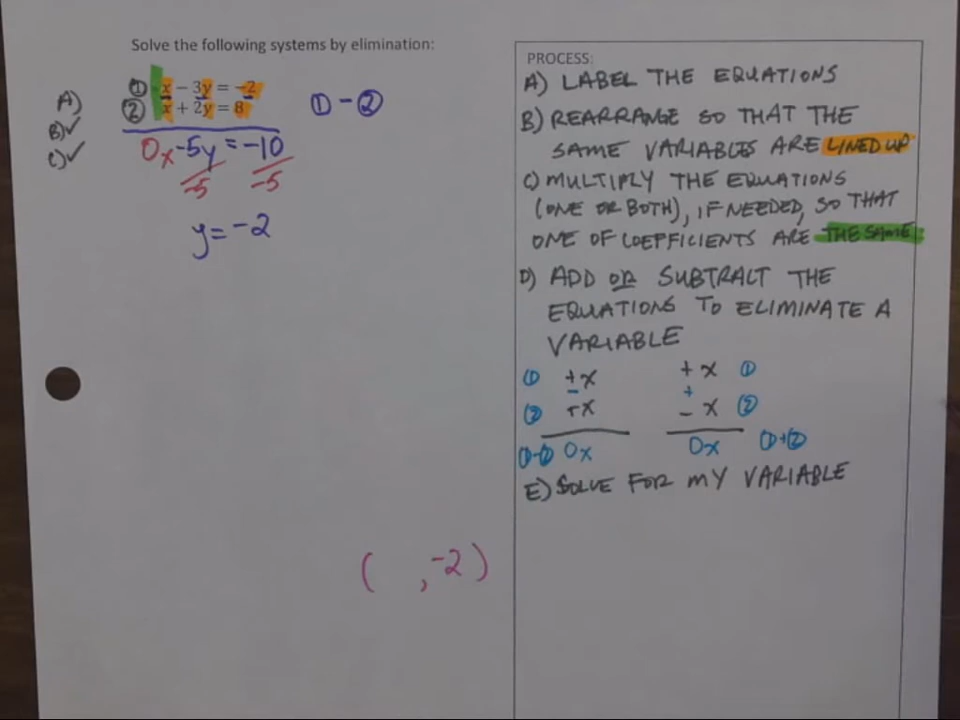 Solve the following systems by elimination:
A) ① x − 3y = −2
B)✓ ② x + 2y = 8 ① − ②
C)✓ 0x -5y = -10
-5 -5
y = -2
( , -2 )
PROCESS:
A) LABEL THE EQUATIONS
B) REARRANGE SO THAT THE
SAME VARIABLES ARE LINED UP
C) MULTIPLY THE EQUATIONS
(ONE OR BOTH), IF NEEDED, SO THAT
ONE OF COEFFICIENTS ARE THE SAME
D) ADD OR SUBTRACT THE
EQUATIONS TO ELIMINATE A
VARIABLE
① +x +x ①
− +
② +x − x ②
①-② 0x 0x ①+②
E) SOLVE FOR MY VARIABLE